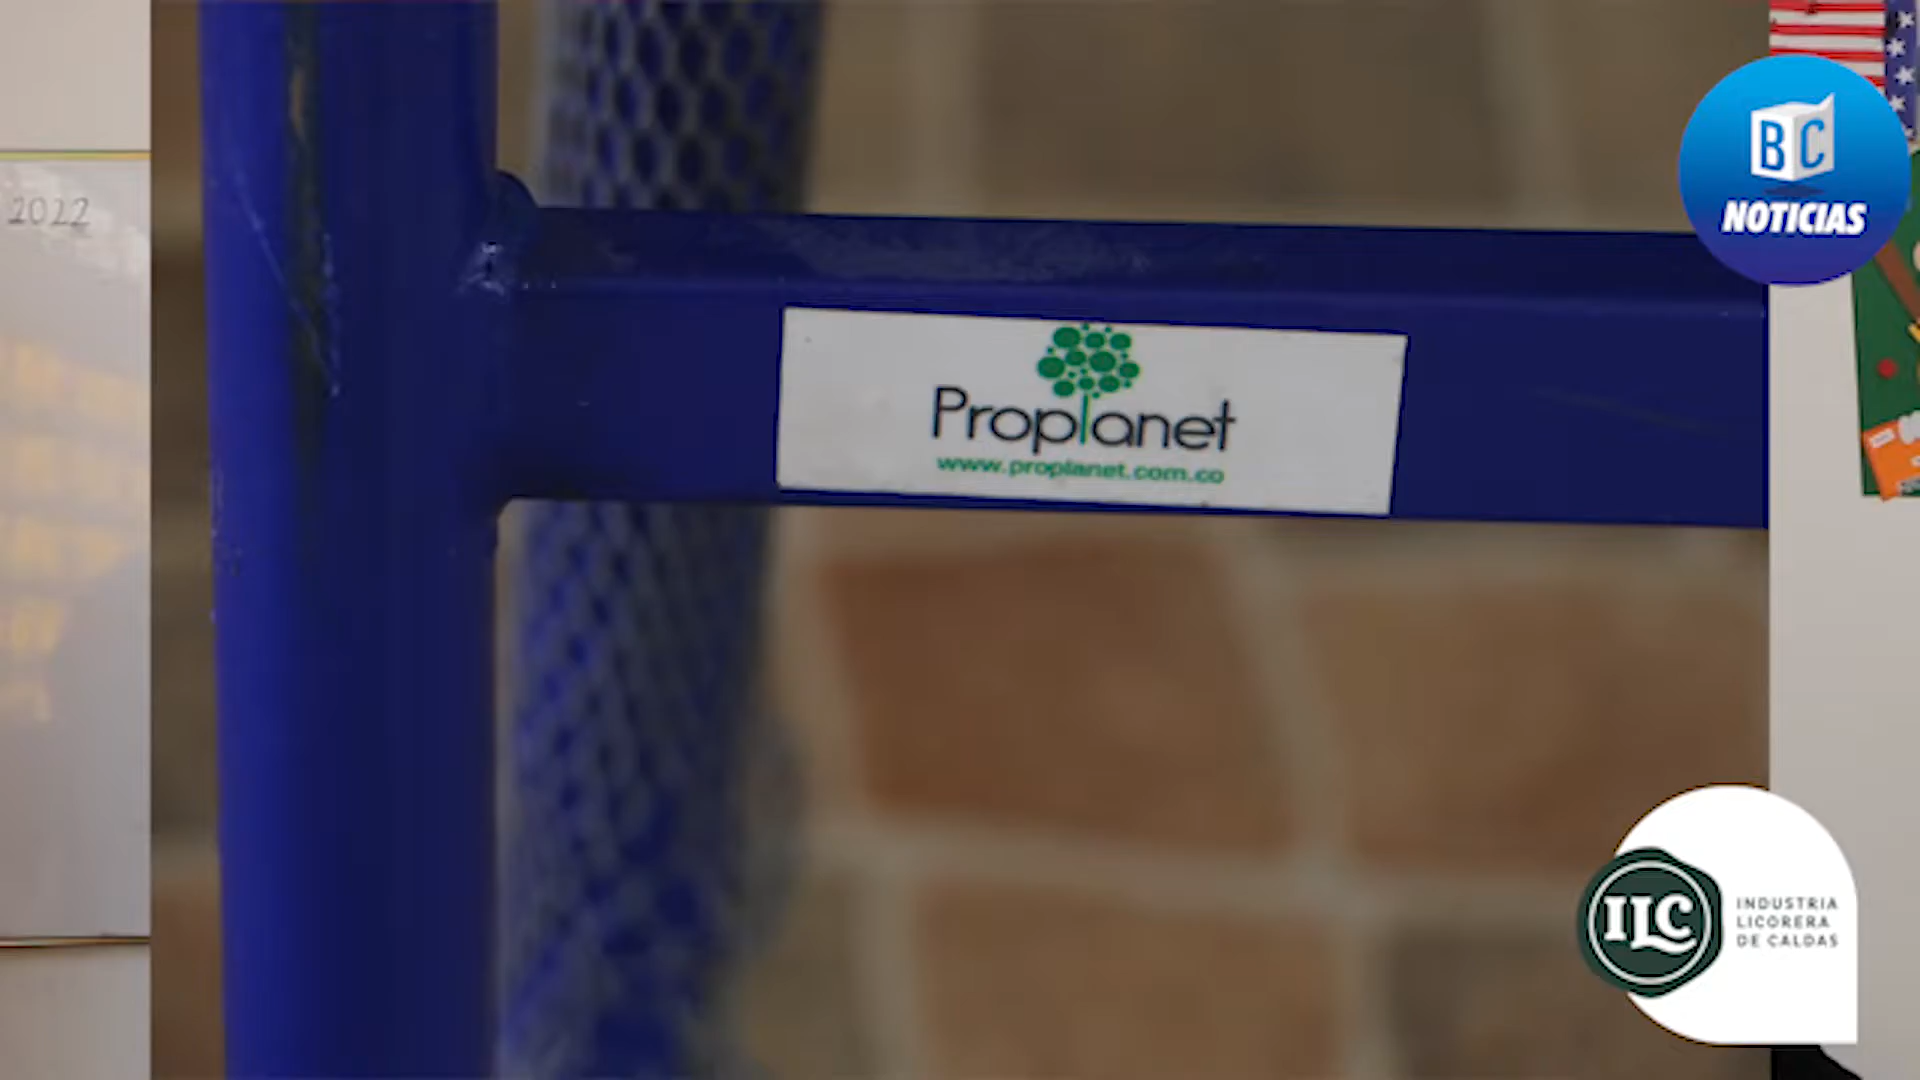 2022
BC
NOTICIAS
Proplanet
www.proplanet.com.co
ILC
INDUSTRIA
LICORERA
DE CALDAS